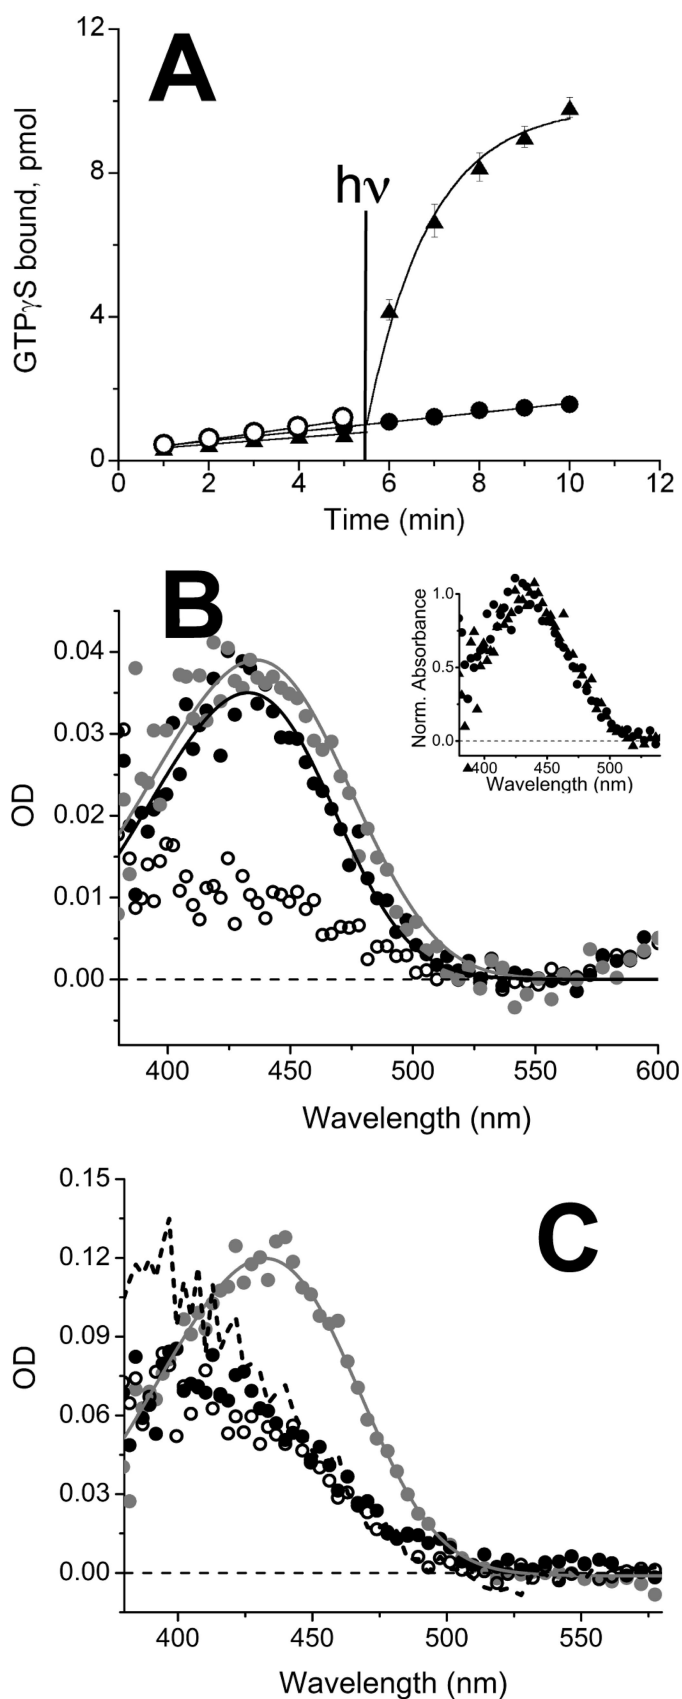 A
12
8
4
0
GTPγS bound, pmol
hν
0 2 4 6 8 10 12
Time (min)
B
0.04
0.03
0.02
0.01
0.00
OD
400 450 500 550 600
Wavelength (nm)
1.0
0.5
0.0
Norm. Absorbance
400 450 500
Wavelength (nm)
C
0.15
0.12
0.09
0.06
0.03
0.00
OD
400 450 500 550
Wavelength (nm)